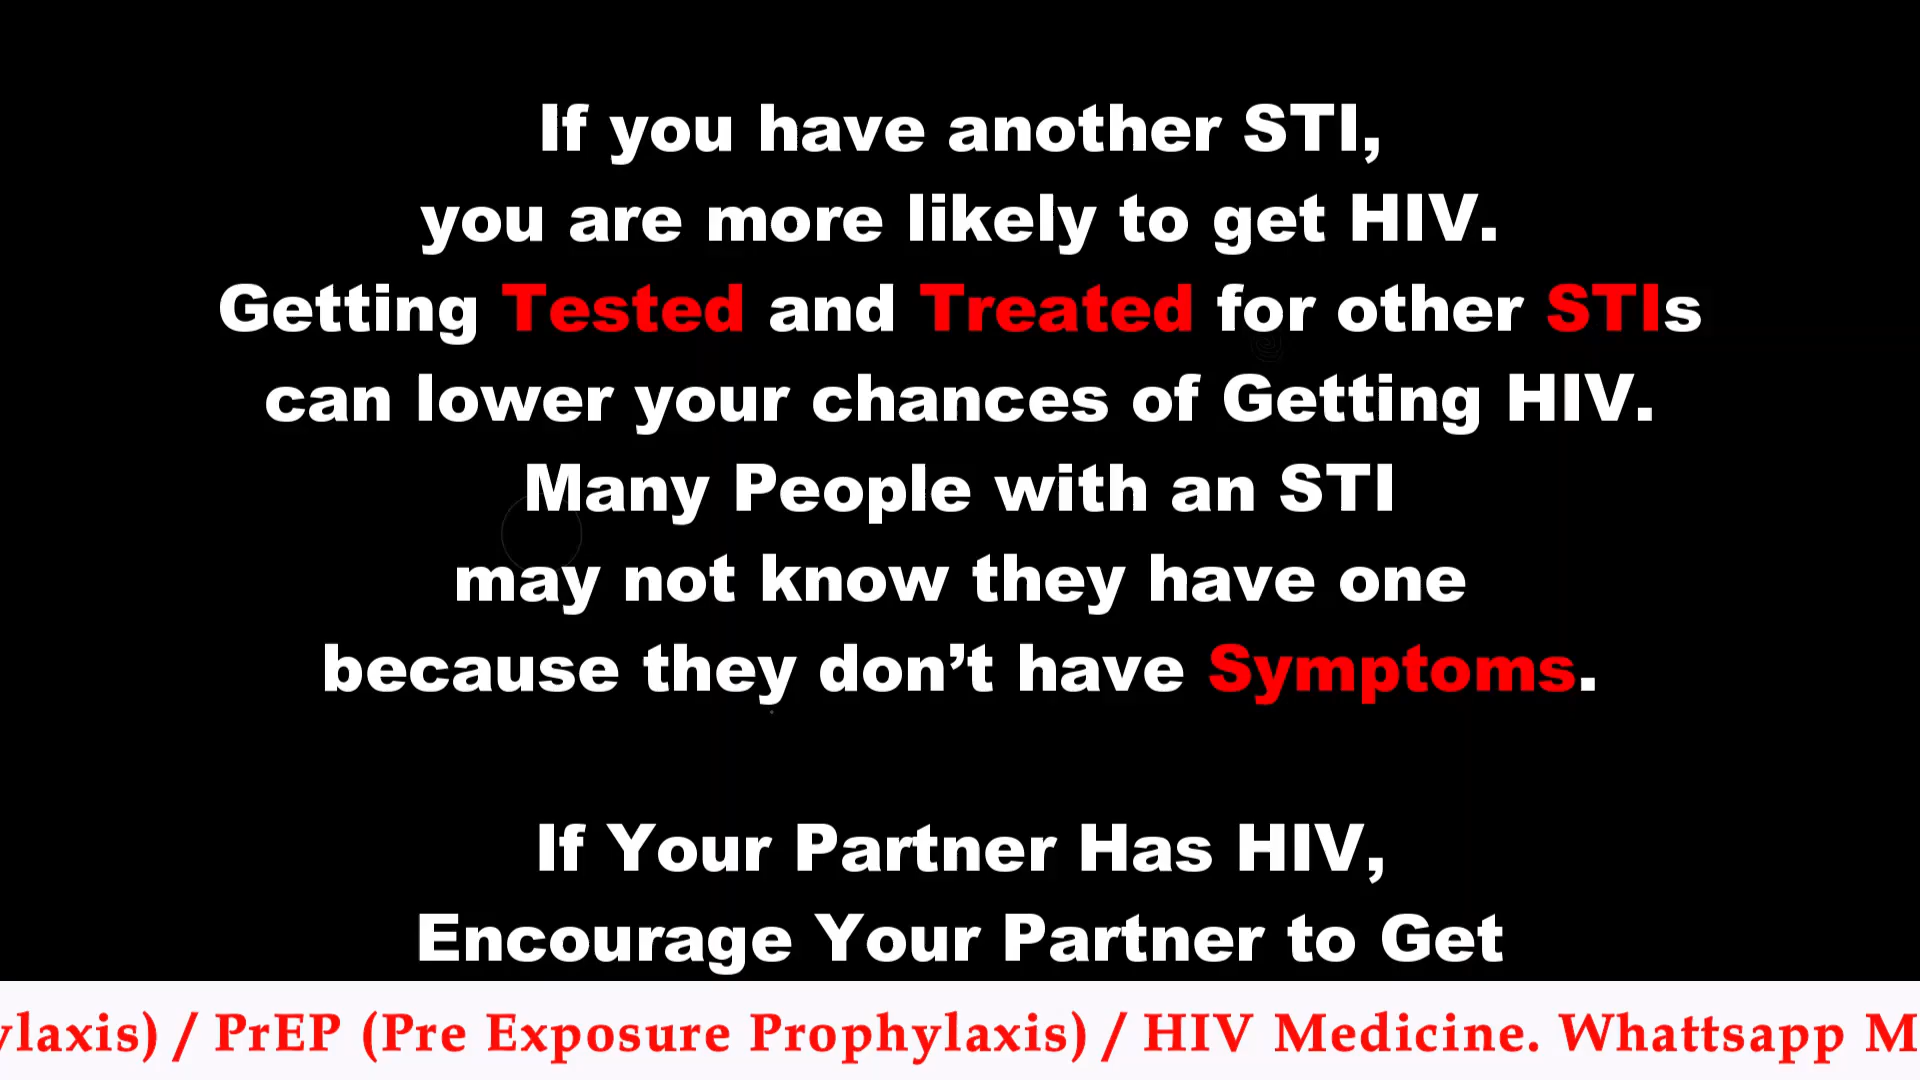 If you have another STI,
you are more likely to get HIV.
Getting Tested and Treated for other STIs
can lower your chances of Getting HIV.
Many People with an STI
may not know they have one
because they don’t have Symptoms.
If Your Partner Has HIV,
Encourage Your Partner to Get
ylaxis) / PrEP (Pre Exposure Prophylaxis) / HIV Medicine. Whattsapp M